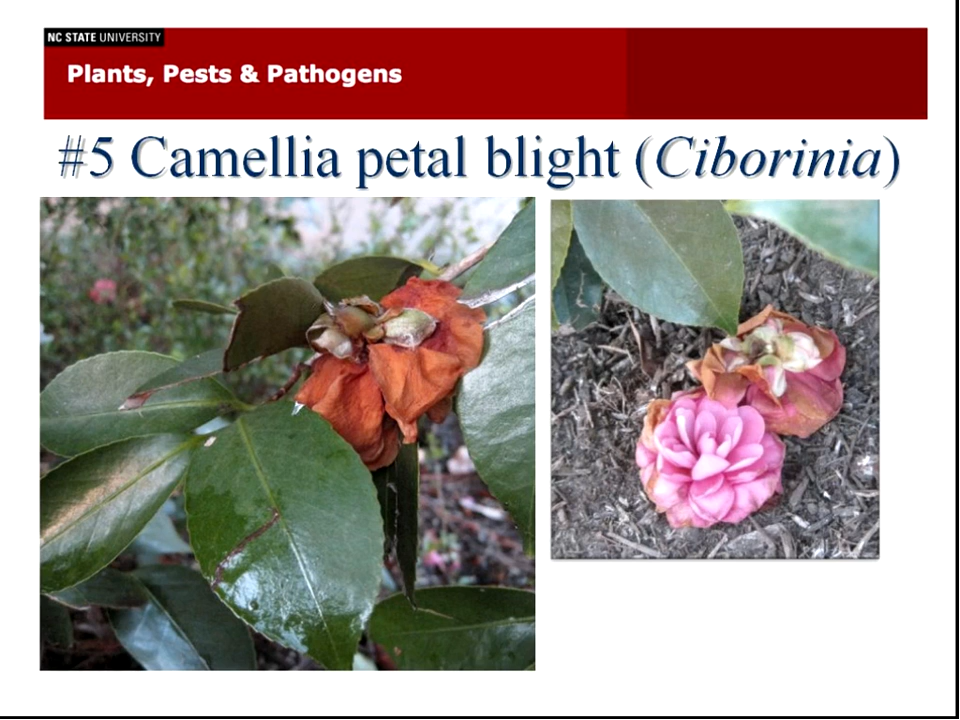 NC STATE UNIVERSITY
Plants, Pests & Pathogens
#5 Camellia petal blight (Ciborinia)